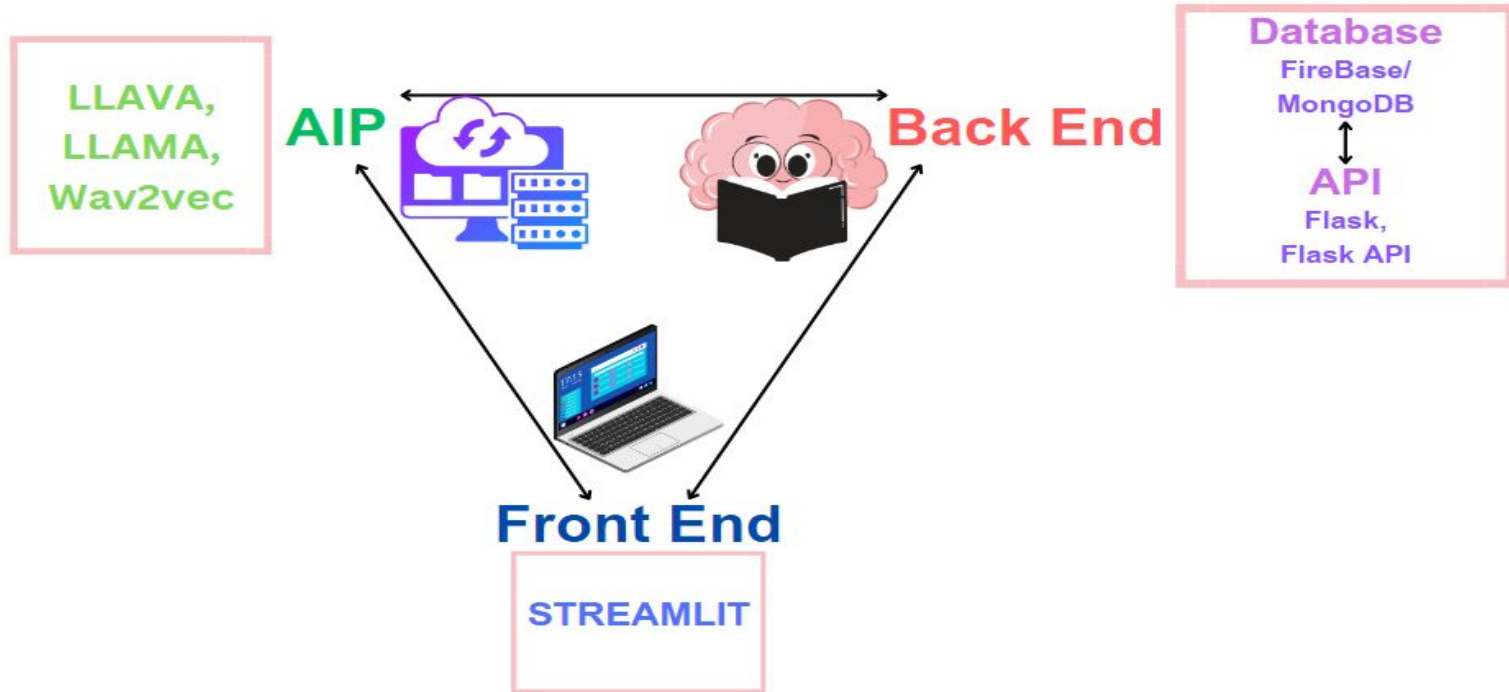 LLAVA,
LLAMA,
Wav2vec
AIP
Back End
Database
FireBase/
MongoDB
API
Flask,
Flask API
Front End
STREAMLIT